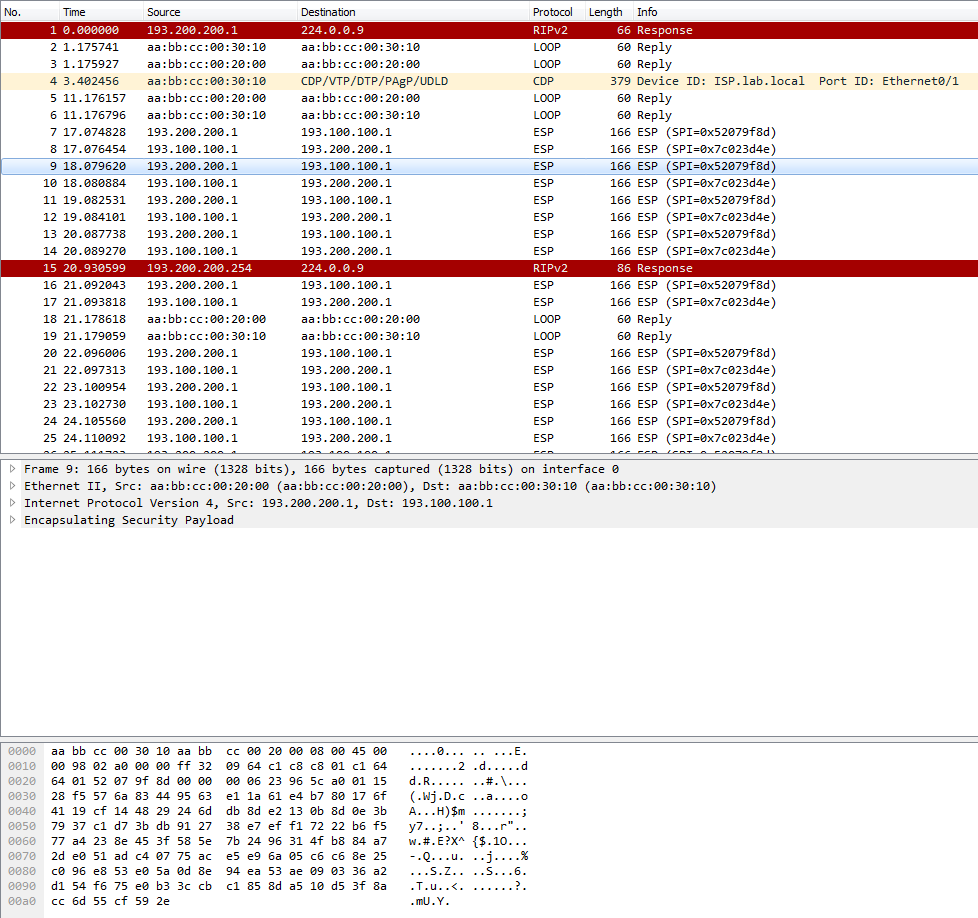 No. Time Source Destination Protocol Length Info
1 0.000000 193.200.200.1 224.0.0.9 RIPv2 66 Response
2 1.175741 aa:bb:cc:00:30:10 aa:bb:cc:00:30:10 LOOP 60 Reply
3 1.175927 aa:bb:cc:00:20:00 aa:bb:cc:00:20:00 LOOP 60 Reply
4 3.402456 aa:bb:cc:00:30:10 CDP/VTP/DTP/PAgP/UDLD CDP 379 Device ID: ISP.lab.local Port ID: Ethernet0/1
5 11.176157 aa:bb:cc:00:20:00 aa:bb:cc:00:20:00 LOOP 60 Reply
6 11.176796 aa:bb:cc:00:30:10 aa:bb:cc:00:30:10 LOOP 60 Reply
7 17.074828 193.200.200.1 193.100.100.1 ESP 166 ESP (SPI=0x52079f8d)
8 17.076454 193.100.100.1 193.200.200.1 ESP 166 ESP (SPI=0x7c023d4e)
9 18.079620 193.200.200.1 193.100.100.1 ESP 166 ESP (SPI=0x52079f8d)
10 18.080884 193.100.100.1 193.200.200.1 ESP 166 ESP (SPI=0x7c023d4e)
11 19.082531 193.200.200.1 193.100.100.1 ESP 166 ESP (SPI=0x52079f8d)
12 19.084101 193.100.100.1 193.200.200.1 ESP 166 ESP (SPI=0x7c023d4e)
13 20.087738 193.200.200.1 193.100.100.1 ESP 166 ESP (SPI=0x52079f8d)
14 20.089270 193.100.100.1 193.200.200.1 ESP 166 ESP (SPI=0x7c023d4e)
15 20.930599 193.200.200.254 224.0.0.9 RIPv2 86 Response
16 21.092043 193.200.200.1 193.100.100.1 ESP 166 ESP (SPI=0x52079f8d)
17 21.093818 193.100.100.1 193.200.200.1 ESP 166 ESP (SPI=0x7c023d4e)
18 21.178618 aa:bb:cc:00:20:00 aa:bb:cc:00:20:00 LOOP 60 Reply
19 21.179059 aa:bb:cc:00:30:10 aa:bb:cc:00:30:10 LOOP 60 Reply
20 22.096006 193.200.200.1 193.100.100.1 ESP 166 ESP (SPI=0x52079f8d)
21 22.097313 193.100.100.1 193.200.200.1 ESP 166 ESP (SPI=0x7c023d4e)
22 23.100954 193.200.200.1 193.100.100.1 ESP 166 ESP (SPI=0x52079f8d)
23 23.102730 193.100.100.1 193.200.200.1 ESP 166 ESP (SPI=0x7c023d4e)
24 24.105560 193.200.200.1 193.100.100.1 ESP 166 ESP (SPI=0x52079f8d)
25 24.110092 193.100.100.1 193.200.200.1 ESP 166 ESP (SPI=0x7c023d4e)
Frame 9: 166 bytes on wire (1328 bits), 166 bytes captured (1328 bits) on interface 0
Ethernet II, Src: aa:bb:cc:00:20:00 (aa:bb:cc:00:20:00), Dst: aa:bb:cc:00:30:10 (aa:bb:cc:00:30:10)
Internet Protocol Version 4, Src: 193.200.200.1, Dst: 193.100.100.1
Encapsulating Security Payload
0000 aa bb cc 00 30 10 aa bb cc 00 20 00 08 00 45 00 ....0... .. ...E.
0010 00 98 02 a0 00 00 ff 32 09 64 c1 c8 c8 01 c1 64 .......2 .d.....d
0020 64 01 52 07 9f 8d 00 00 00 06 23 96 5c a0 01 15 d.R..... ..#.\...
0030 28 f5 57 6a 83 44 95 63 e1 1a 61 e4 b7 80 17 6f (.Wj.D.c ..a....o
0040 41 19 cf 14 48 29 24 6d db 8d e2 13 0b 8d 0e 3b A...H)$m .......;
0050 79 37 c1 d7 3b db 91 27 38 e7 ef f1 72 22 b6 f5 y7..;..' 8...r"..
0060 77 a4 23 8e 45 3f 58 5e 7b 24 96 31 4f b8 84 a7 w.#.E?X^ {$.1O...
0070 2d e0 51 ad c4 07 75 ac e5 e9 6a 05 c6 c6 8e 25 -.Q...u. ..j....%
0080 c0 96 e8 53 e0 5a 0d 8e 94 ea 53 ae 09 03 36 a2 ...S.Z.. ..S...6.
0090 d1 54 f6 75 e0 b3 3c cb c1 85 8d a5 10 d5 3f 8a .T.u..<. ......?.
00a0 cc 6d 55 cf 59 2e .mU.Y.